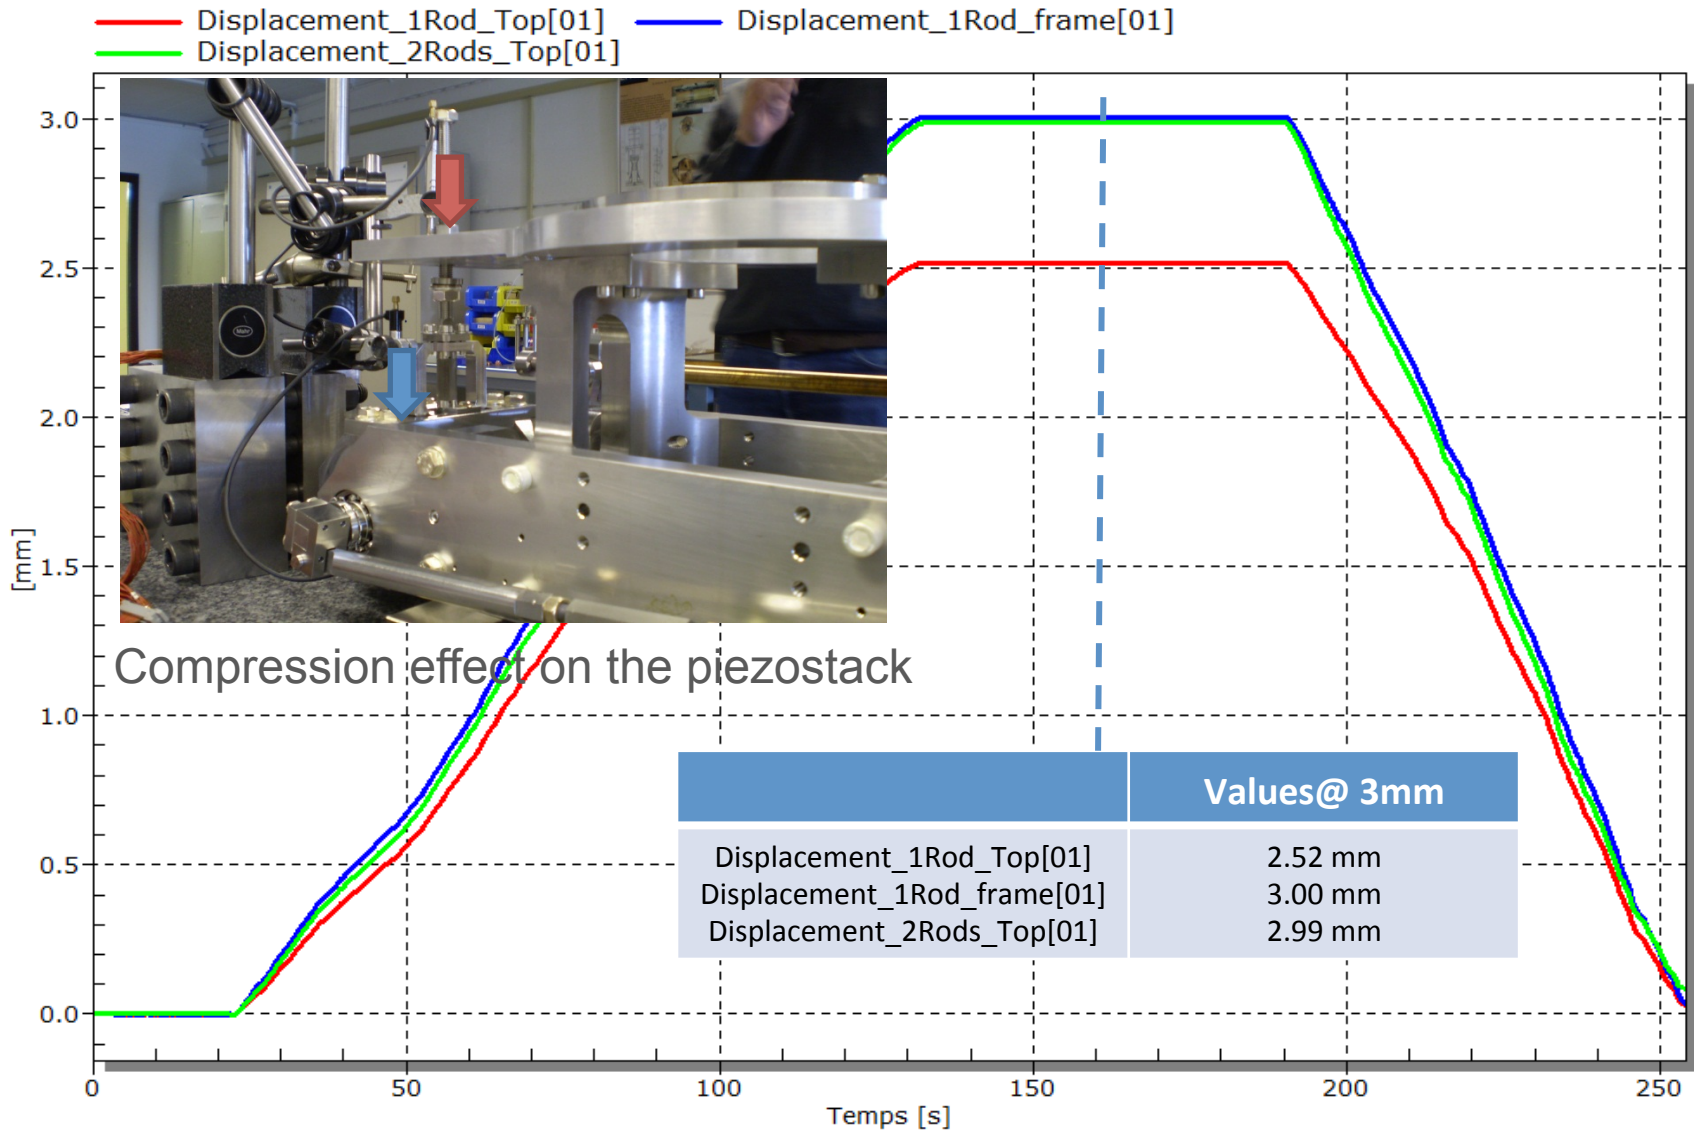 Displacement_1Rod_Top[01] Displacement_1Rod_frame[01]
Displacement_2Rods_Top[01]
3.0
2.5
2.0
1.5
1.0
0.5
0.0
[mm]
Mahr
Compression effect on the piezostack
Values@ 3mm
Displacement_1Rod_Top[01] 2.52 mm
Displacement_1Rod_frame[01] 3.00 mm
Displacement_2Rods_Top[01] 2.99 mm
0 50 100 150 200 250
Temps [s]